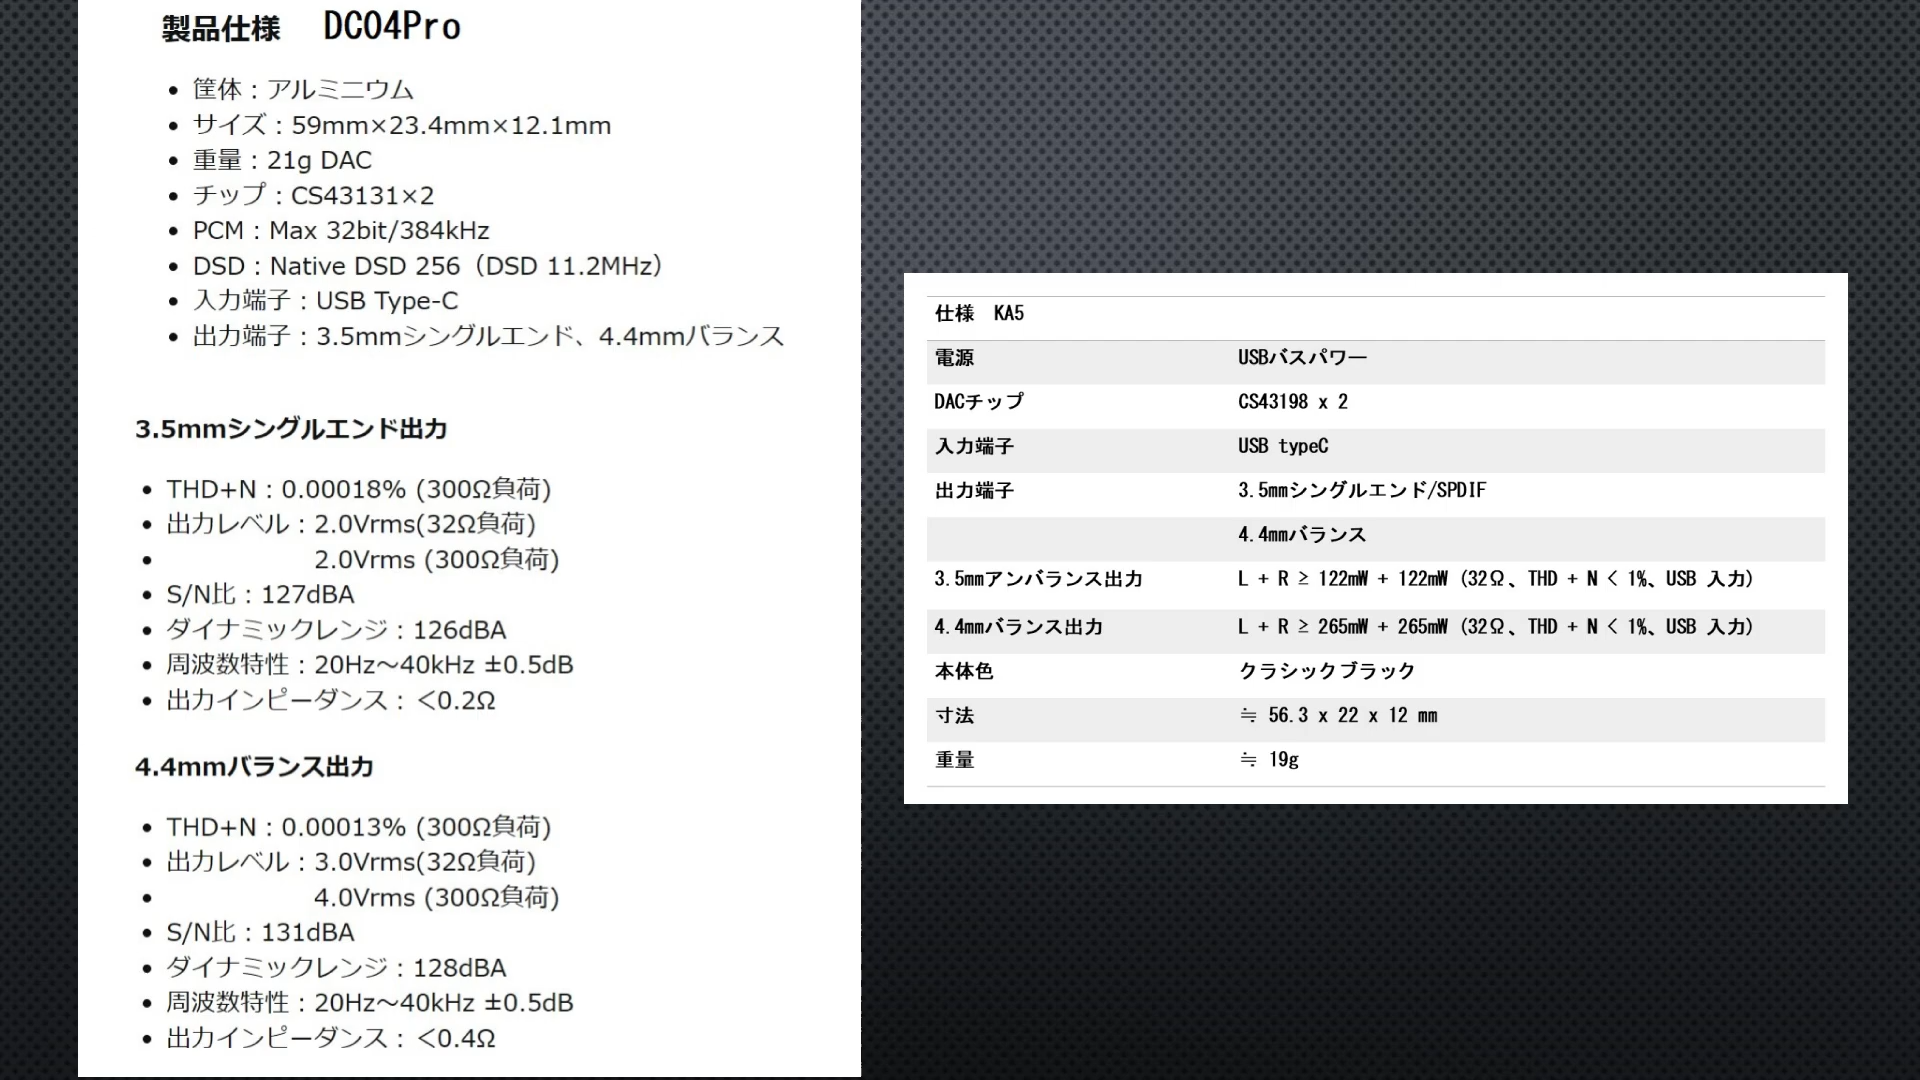 製品仕様　DC04Pro
• 筐体：アルミニウム
• サイズ：59mm×23.4mm×12.1mm
• 重量：21g DAC
• チップ：CS43131×2
• PCM：Max 32bit/384kHz
• DSD：Native DSD 256（DSD 11.2MHz）
• 入力端子：USB Type-C
• 出力端子：3.5mmシングルエンド、4.4mmバランス
3.5mmシングルエンド出力
• THD+N：0.00018% (300Ω負荷)
• 出力レベル：2.0Vrms(32Ω負荷)
• 2.0Vrms (300Ω負荷)
• S/N比：127dBA
• ダイナミックレンジ：126dBA
• 周波数特性：20Hz～40kHz ±0.5dB
• 出力インピーダンス：＜0.2Ω
4.4mmバランス出力
• THD+N：0.00013% (300Ω負荷)
• 出力レベル：3.0Vrms(32Ω負荷)
• 4.0Vrms (300Ω負荷)
• S/N比：131dBA
• ダイナミックレンジ：128dBA
• 周波数特性：20Hz～40kHz ±0.5dB
• 出力インピーダンス：＜0.4Ω
仕様　KA5
電源 USBバスパワー
DACチップ CS43198 x 2
入力端子 USB typeC
出力端子 3.5mmシングルエンド/SPDIF
4.4mmバランス
3.5mmアンバランス出力 L + R ≥ 122mW + 122mW (32Ω、THD + N < 1%、USB 入力)
4.4mmバランス出力 L + R ≥ 265mW + 265mW (32Ω、THD + N < 1%、USB 入力)
本体色 クラシックブラック
寸法 ≒ 56.3 x 22 x 12 mm
重量 ≒ 19g